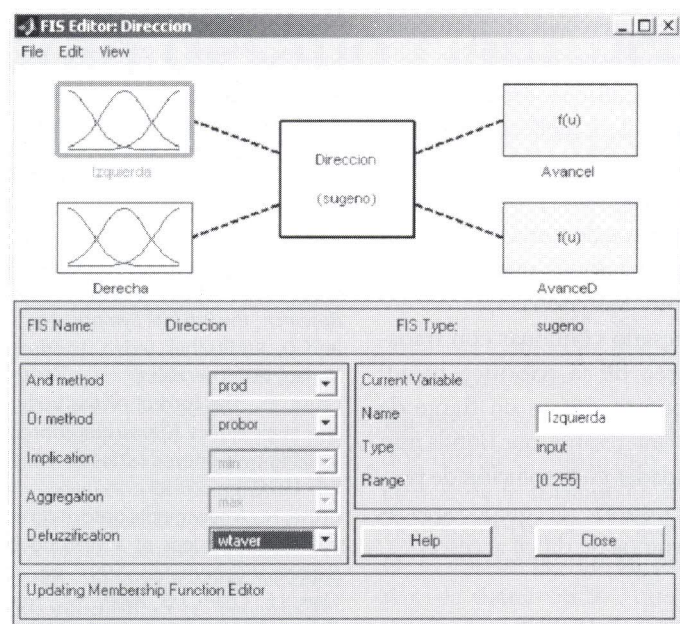 FIS Editor: Direccion
File Edit View
Izquierda
Derecha
Direccion
(sugeno)
f(u)
AvanceI
f(u)
AvanceD
FIS Name: Direccion FIS Type: sugeno
And method prod
Or method probor
Implication min
Aggregation max
Defuzzification wtaver
Current Variable
Name Izquierda
Type input
Range [0 255]
Help Close
Updating Membership Function Editor